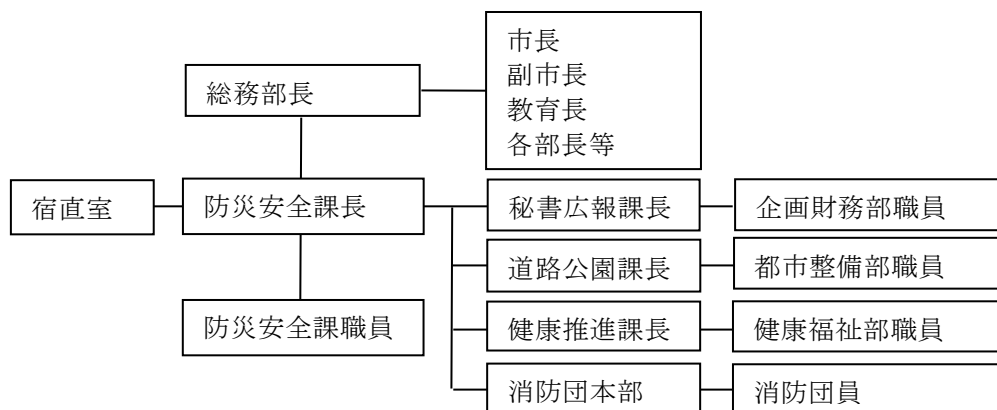 市長
副市長
教育長
各部長等
総務部長
宿直室
防災安全課長
秘書広報課長
企画財務部職員
道路公園課長
都市整備部職員
防災安全課職員
健康推進課長
健康福祉部職員
消防団本部
消防団員